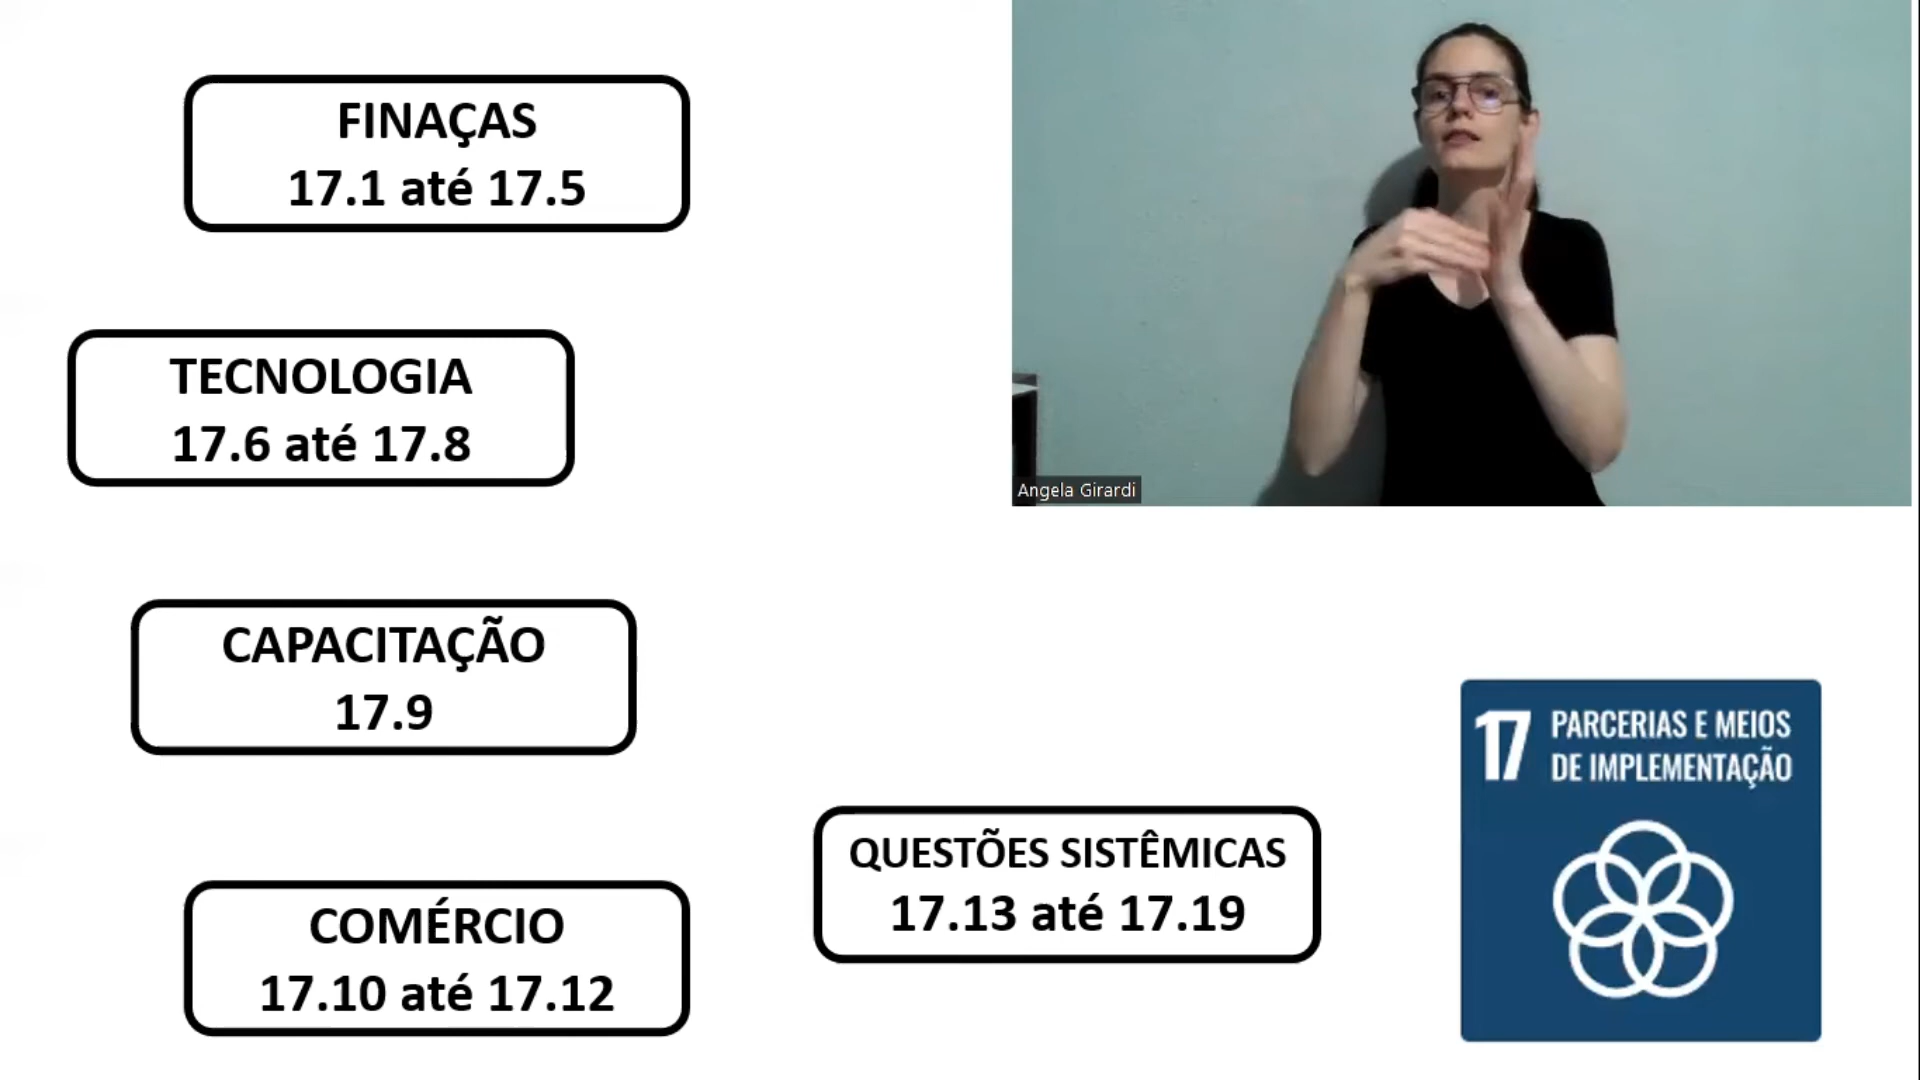 FINAÇAS
17.1 até 17.5
TECNOLOGIA
17.6 até 17.8
CAPACITAÇÃO
17.9
COMÉRCIO
17.10 até 17.12
QUESTÕES SISTÊMICAS
17.13 até 17.19
Angela Girardi
17 PARCERIAS E MEIOS
DE IMPLEMENTAÇÃO